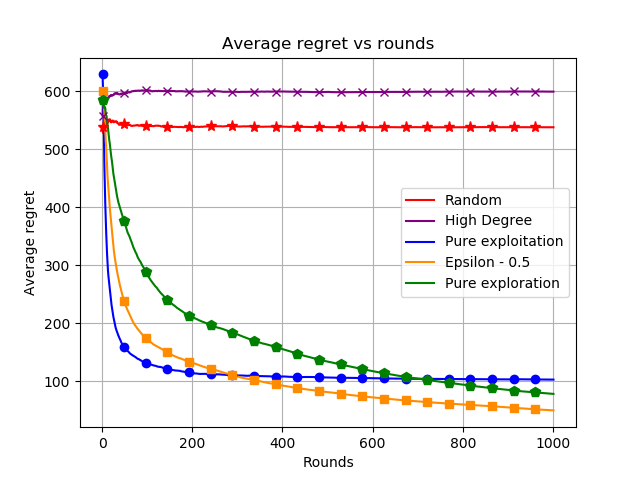 Average regret vs rounds
Average regret
600
500
400
300
200
100
0
200
400
600
800
1000
Rounds
Random
High Degree
Pure exploitation
Epsilon - 0.5
Pure exploration